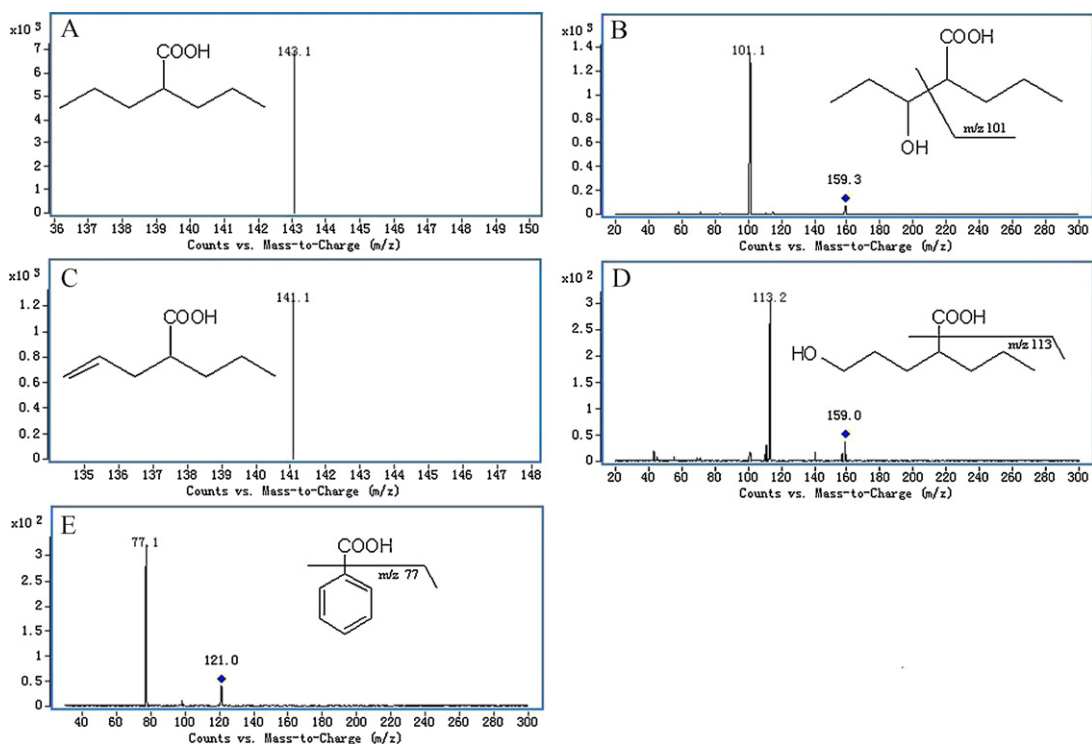 A
x10 3
COOH
143.1
7
6
5
4
3
2
1
0
36 137 138 139 140 141 142 143 144 145 146 147 148 149 150
Counts vs. Mass-to-Charge (m/z)
B
x10 3
COOH
101.1
OH
m/z 101
159.3
1.4
1.2
1
0.8
0.6
0.4
0.2
0
20 40 60 80 100 120 140 160 180 200 220 240 260 280 300
Counts vs. Mass-to-Charge (m/z)
C
x10 3
COOH
141.1
1.2
1
0.8
0.6
0.4
0.2
0
135 136 137 138 139 140 141 142 143 144 145 146 147 148
Counts vs. Mass-to-Charge (m/z)
D
x10 2
COOH
113.2
HO
m/z 113
159.0
3
2.5
2
1.5
1
0.5
0
20 40 60 80 100 120 140 160 180 200 220 240 260 280 300
Counts vs. Mass-to-Charge (m/z)
E
x10 2
COOH
77.1
m/z 77
121.0
3
2.5
2
1.5
1
0.5
0
40 60 80 100 120 140 160 180 200 220 240 260 280 300
Counts vs. Mass-to-Charge (m/z)